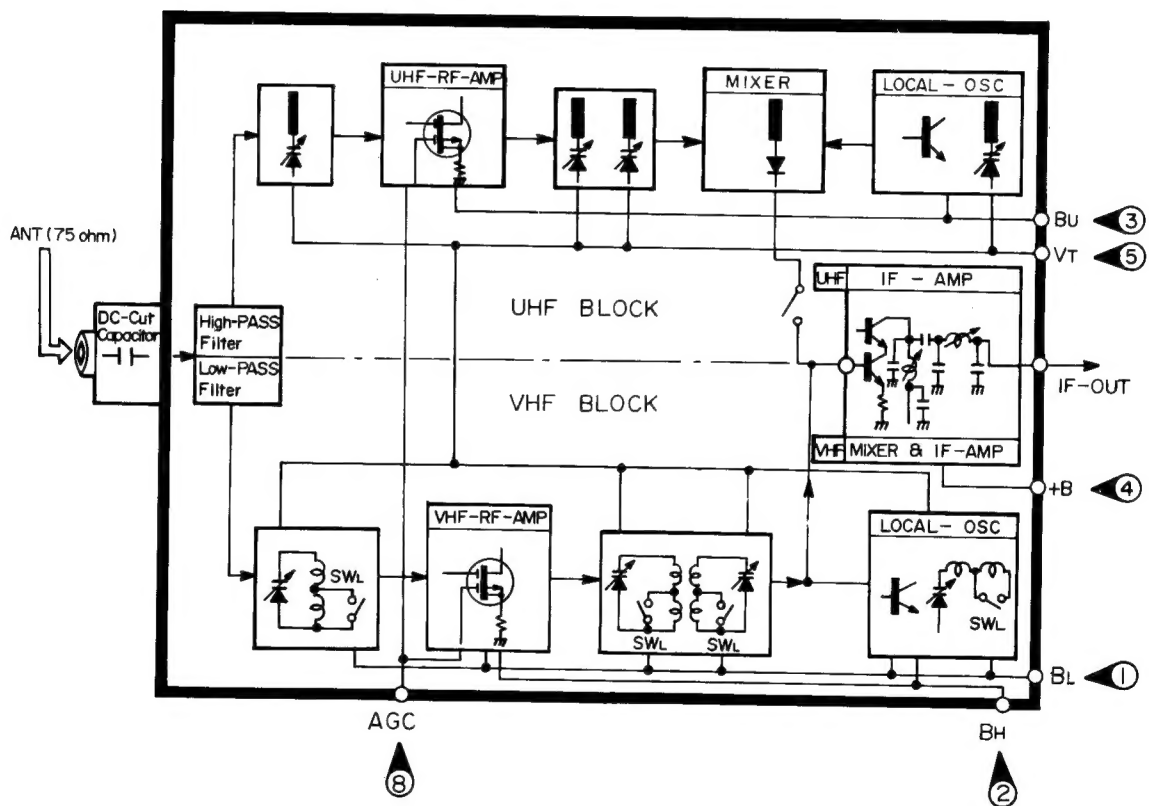 UHF-RF-AMP
MIXER
LOCAL-OSC
BU
3
ANT (75 ohm)
VT
5
UHF
IF - AMP
UHF BLOCK
DC-Cut
Capacitor
High-PASS
Filter
Low-PASS
Filter
IF-OUT
VHF BLOCK
VHF
MIXER & IF-AMP
+B
4
VHF-RF-AMP
LOCAL-OSC
SWL
SWL
SWL
SWL
BL
1
AGC
BH
8
2